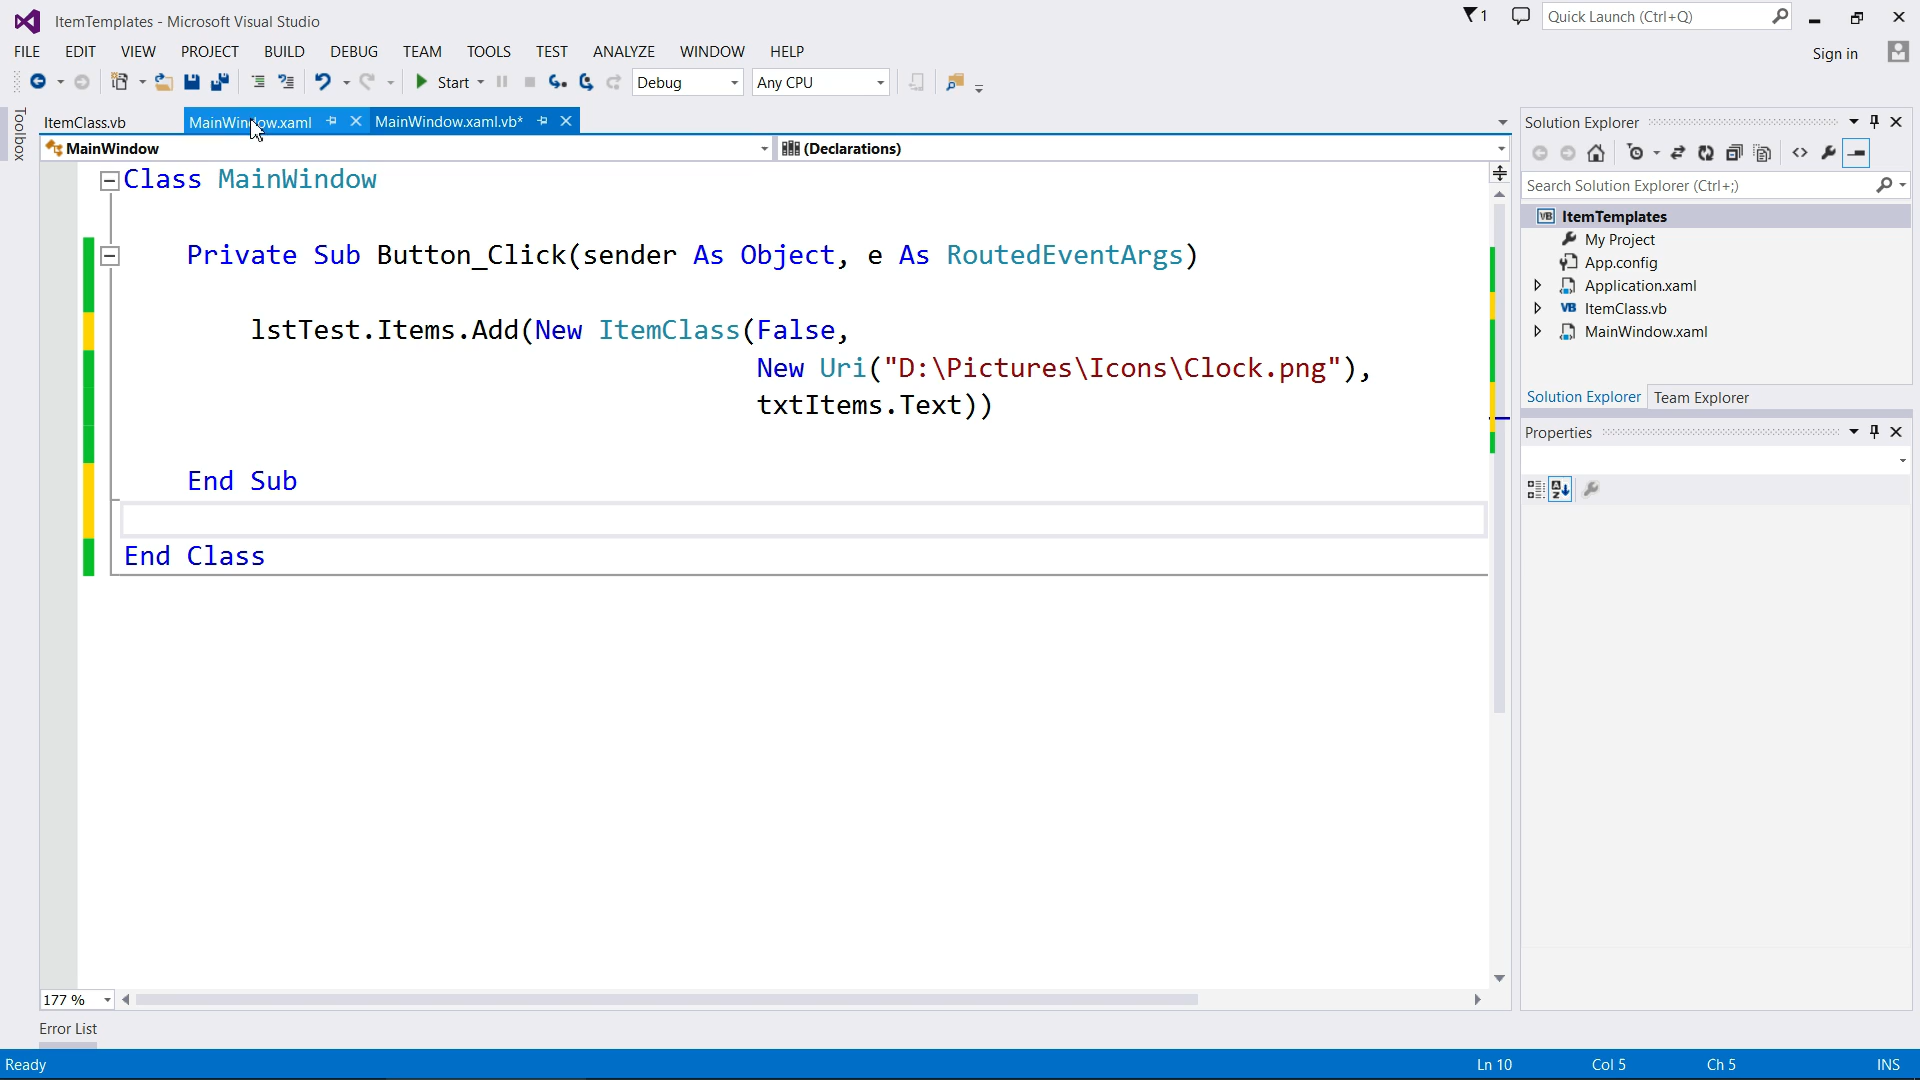 ItemTemplates - Microsoft Visual Studio
1
Quick Launch (Ctrl+Q)
FILE EDIT VIEW PROJECT BUILD DEBUG TEAM TOOLS TEST ANALYZE WINDOW HELP
Sign in
Start
Debug
Any CPU
Toolbox
ItemClass.vb
MainWindow.xaml
MainWindow.xaml.vb*
MainWindow
(Declarations)
Class MainWindow
Private Sub Button_Click(sender As Object, e As RoutedEventArgs)
lstTest.Items.Add(New ItemClass(False,
New Uri("D:\Pictures\Icons\Clock.png"),
txtItems.Text))
End Sub
End Class
177 %
Error List
Solution Explorer
Search Solution Explorer (Ctrl+;)
VB ItemTemplates
My Project
App.config
Application.xaml
VB ItemClass.vb
MainWindow.xaml
Solution Explorer Team Explorer
Properties
Ready
Ln 10
Col 5
Ch 5
INS